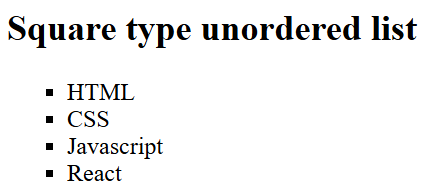 Square type unordered list
HTML
CSS
Javascript
React